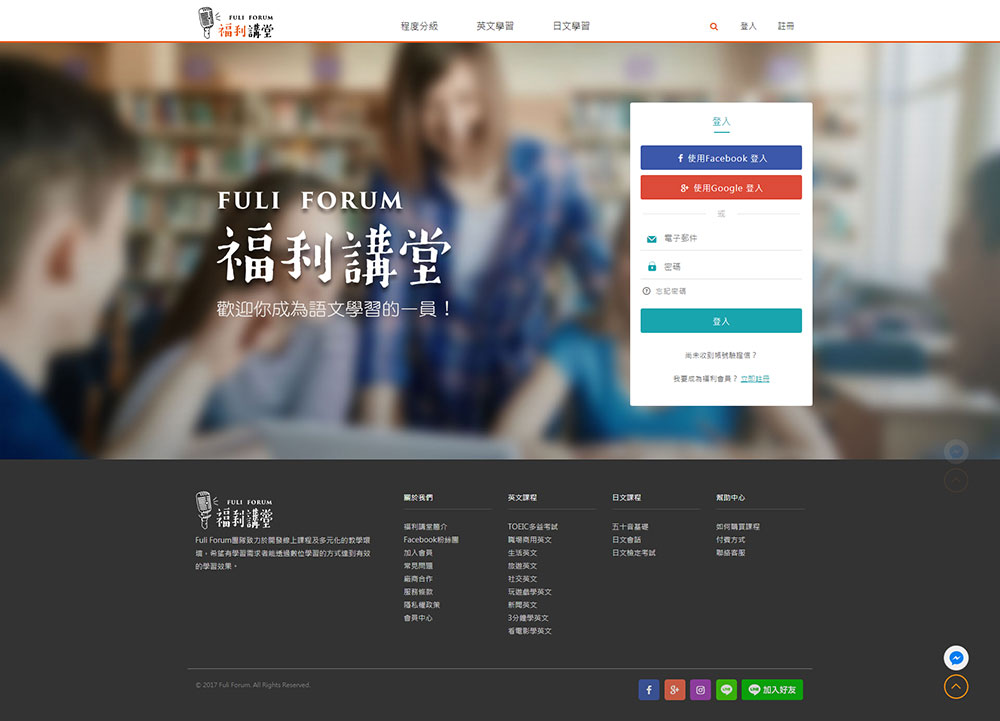 FULI FORUM
福利講堂
程度分級
英文學習
日文學習
登入
註冊
登入
使用Facebook 登入
使用Google 登入
或
電子郵件
密碼
忘記密碼
登入
尚未收到帳號驗證信？
我要成為福利會員？ 立即註冊
FULI FORUM
福利講堂
歡迎你成為語文學習的一員！
FULI FORUM
福利講堂
Fuli Forum團隊致力於開發線上課程及多元化的教學環
境，希望有學習需求者能透過數位學習的方式達到有效
的學習效果。
關於我們
福利講堂簡介
Facebook粉絲團
加入會員
常見問題
廠商合作
服務條款
隱私權政策
會員中心
英文課程
TOEIC多益考試
職場商用英文
生活英文
旅遊英文
社交英文
玩遊戲學英文
新聞英文
3分鐘學英文
看電影學英文
日文課程
五十音基礎
日文會話
日文檢定考試
幫助中心
如何購買課程
付費方式
聯絡客服
© 2017 Fuli Forum. All Rights Reserved.
加入好友